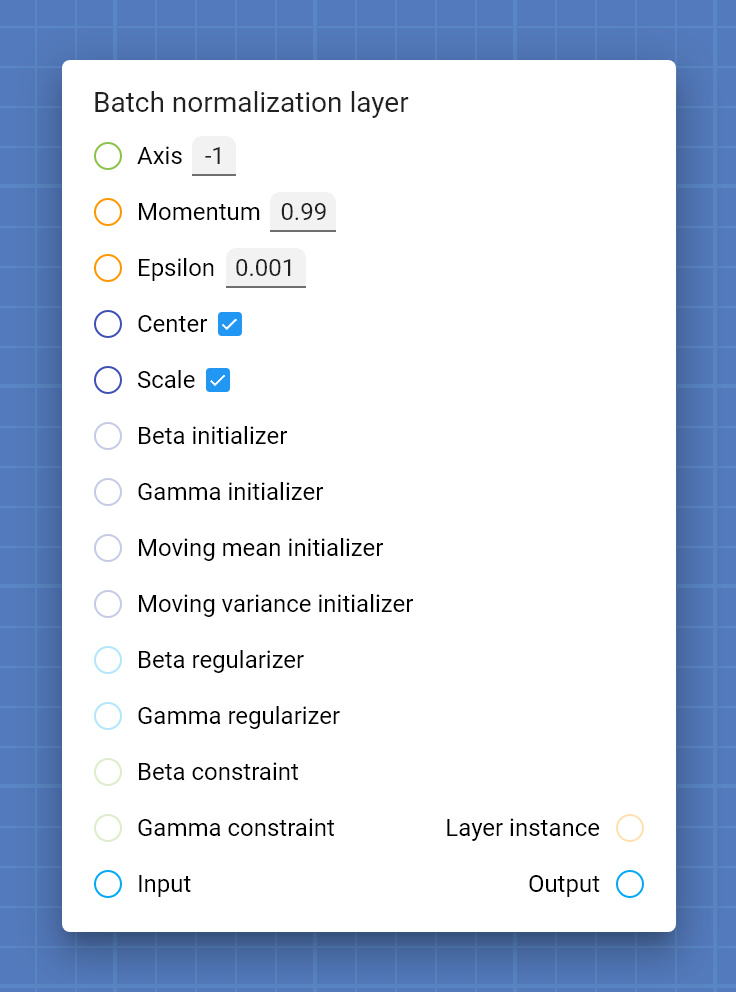 Batch normalization layer
Axis -1
Momentum 0.99
Epsilon 0.001
Center
Scale
Beta initializer
Gamma initializer
Moving mean initializer
Moving variance initializer
Beta regularizer
Gamma regularizer
Beta constraint
Gamma constraint Layer instance
Input Output